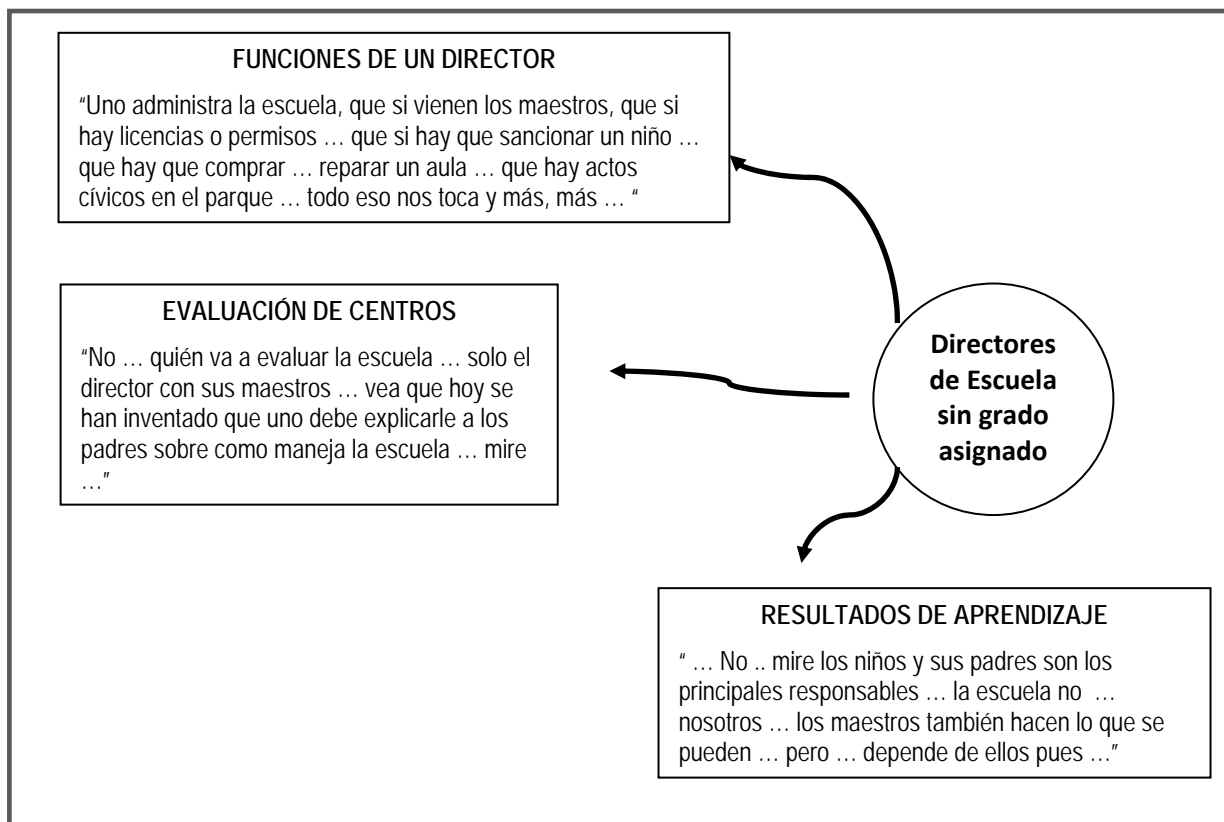 FUNCIONES DE UN DIRECTOR
“Uno administra la escuela, que si vienen los maestros, que si
hay licencias o permisos … que si hay que sancionar un niño …
que hay que comprar … reparar un aula … que hay actos
cívicos en el parque … todo eso nos toca y más, más … “
EVALUACIÓN DE CENTROS
“No … quién va a evaluar la escuela … solo el
director con sus maestros … vea que hoy se
han inventado que uno debe explicarle a los
padres sobre como maneja la escuela … mire
…”
Directores
de Escuela
sin grado
asignado
RESULTADOS DE APRENDIZAJE
“ … No .. mire los niños y sus padres son los
principales responsables … la escuela no …
nosotros … los maestros también hacen lo que se
pueden … pero … depende de ellos pues …”